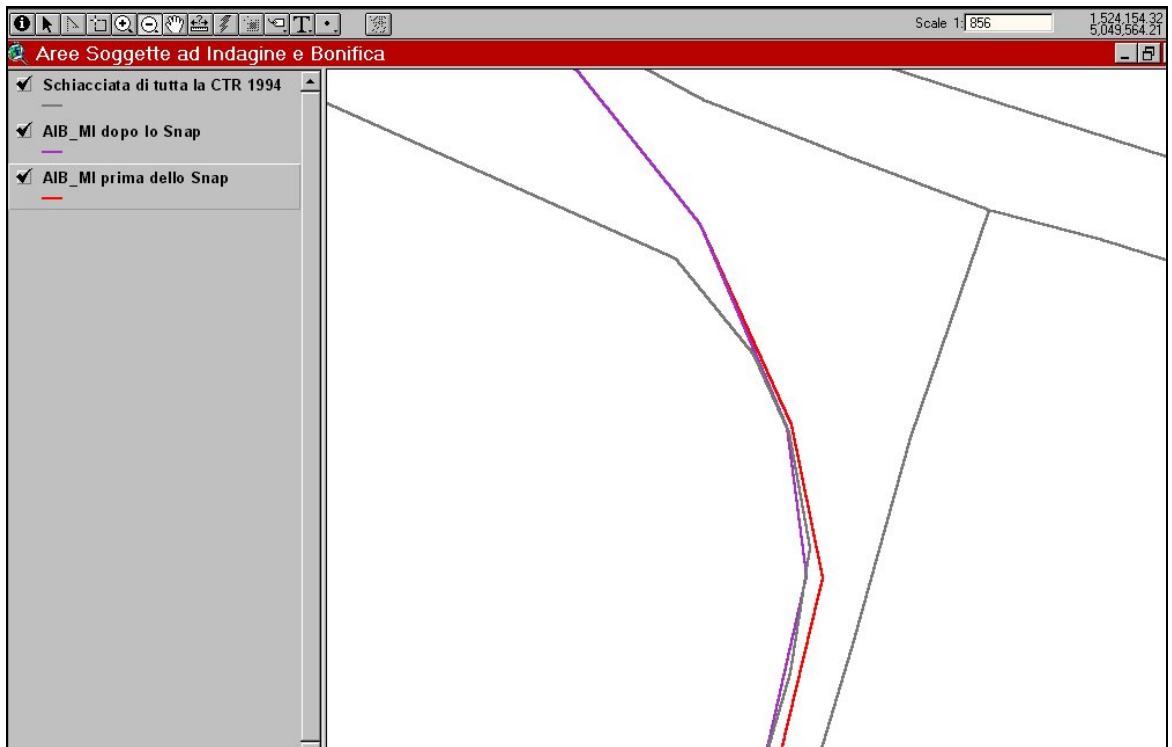 T.
Scale 1: 856
1,524,154.32
5,049,564.21
Aree Soggette ad Indagine e Bonifica
Schiacciata di tutta la CTR 1994
AIB_MI dopo lo Snap
AIB_MI prima dello Snap